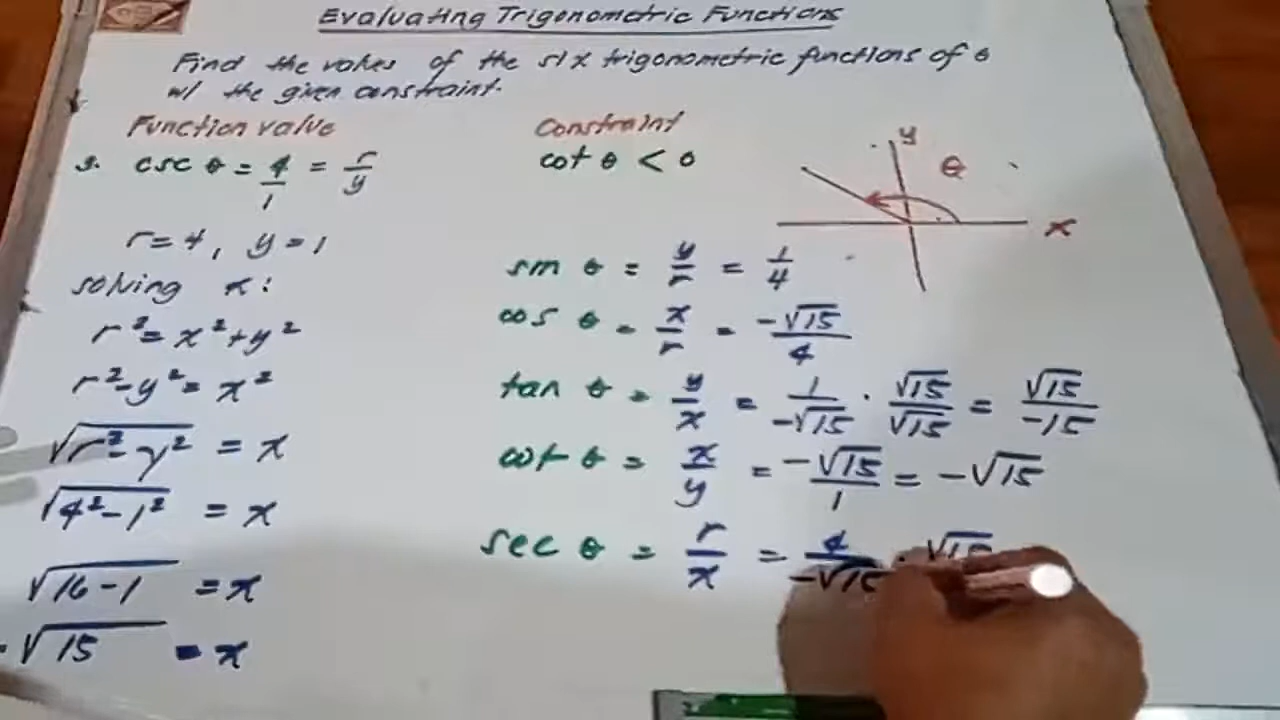 Evaluating Trigonometric Functions
Find the values of the six trigonometric functions of θ
w/ the given constraint.
Function value
3. csc θ = 4/1 = r/y
r = 4, y = 1
solving x:
r² = x² + y²
r² - y² = x²
√(r² - y²) = x
√(4² - 1²) = x
√(16 - 1) = x
-√15 = x
Constraint
cot θ < 0
y
θ
x
sin θ = y/r = 1/4
cos θ = x/r = -√15/4
tan θ = y/x = 1/-√15 · √15/√15 = √15/-15
cot θ = x/y = -√15/1 = -√15
sec θ = r/x = 4/-√15 · √15